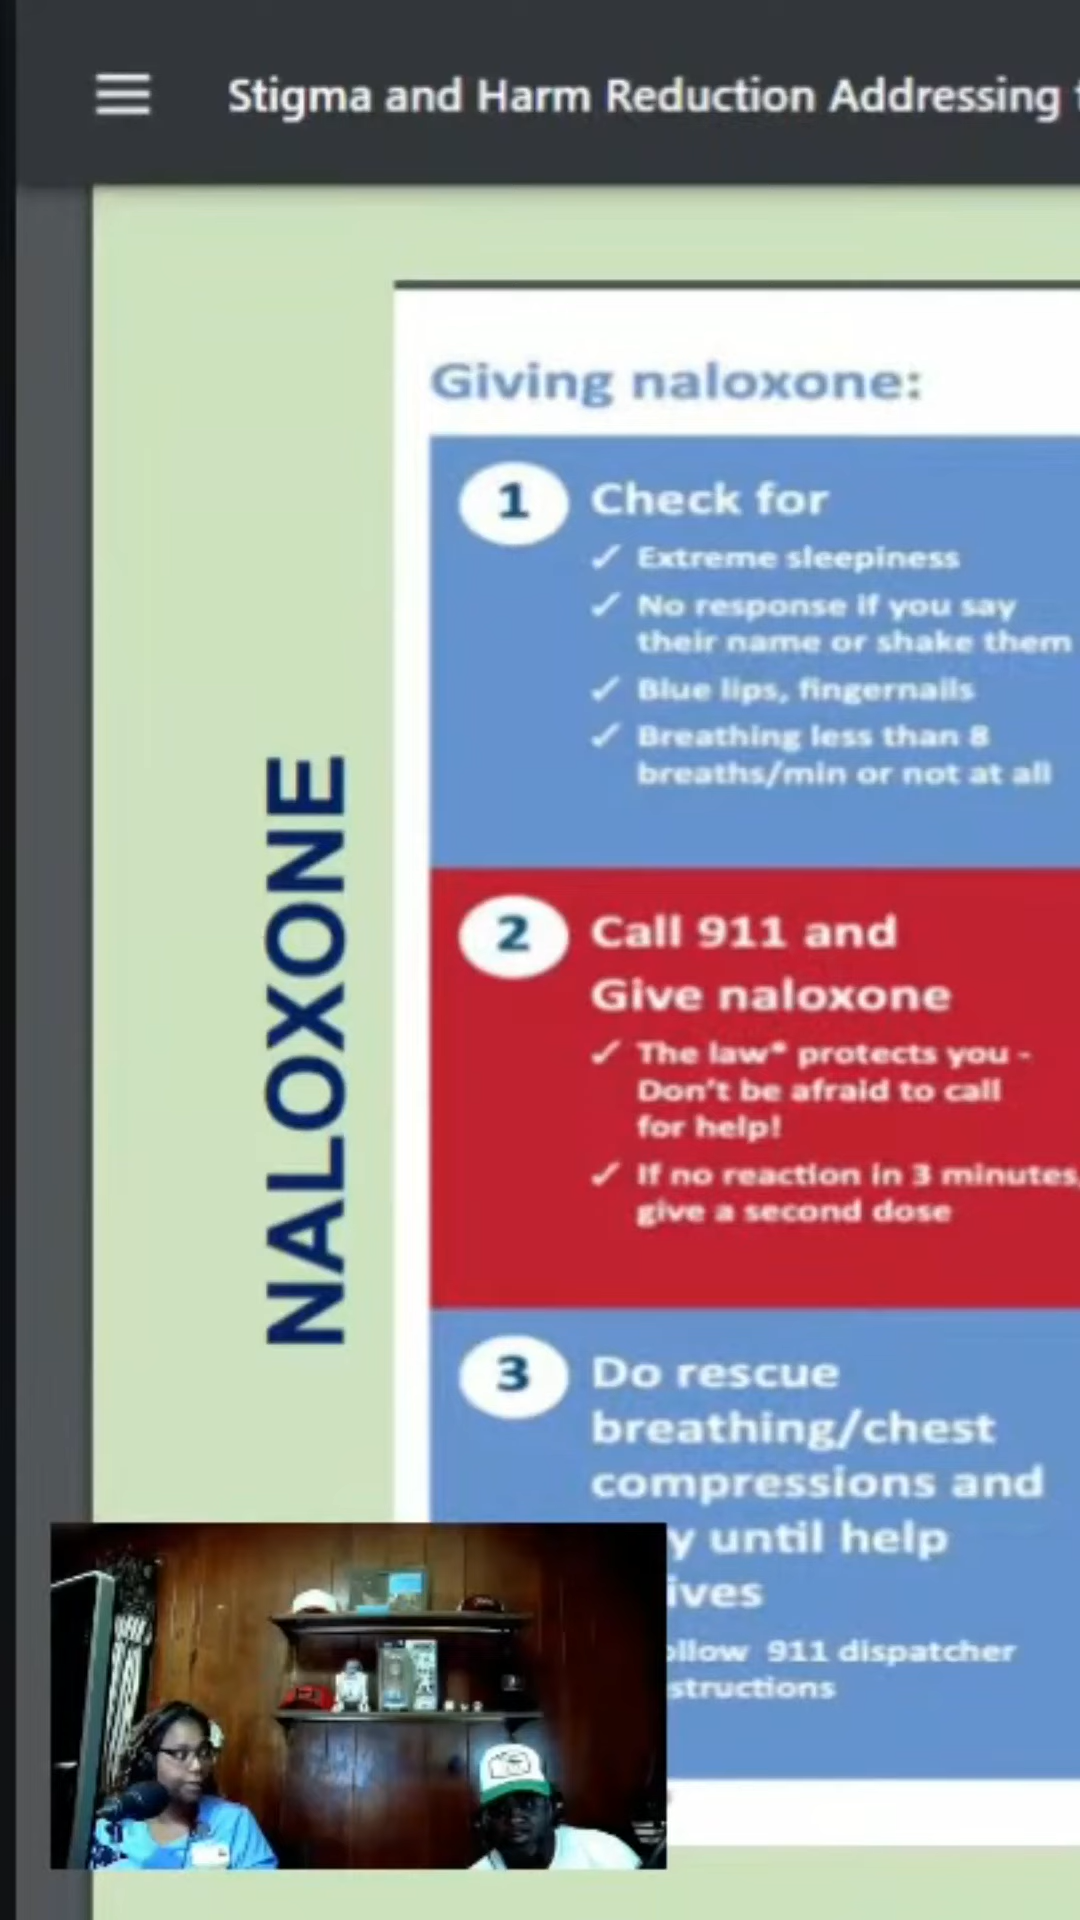 Stigma and Harm Reduction Addressing
NALOXONE
Giving naloxone:
1 Check for
✓ Extreme sleepiness
✓ No response if you say
their name or shake them
✓ Blue lips, fingernails
✓ Breathing less than 8
breaths/min or not at all
2 Call 911 and
Give naloxone
✓ The law* protects you -
Don't be afraid to call
for help!
✓ If no reaction in 3 minutes,
give a second dose
3 Do rescue
breathing/chest
compressions and
y until help
ives
ollow 911 dispatcher
structions